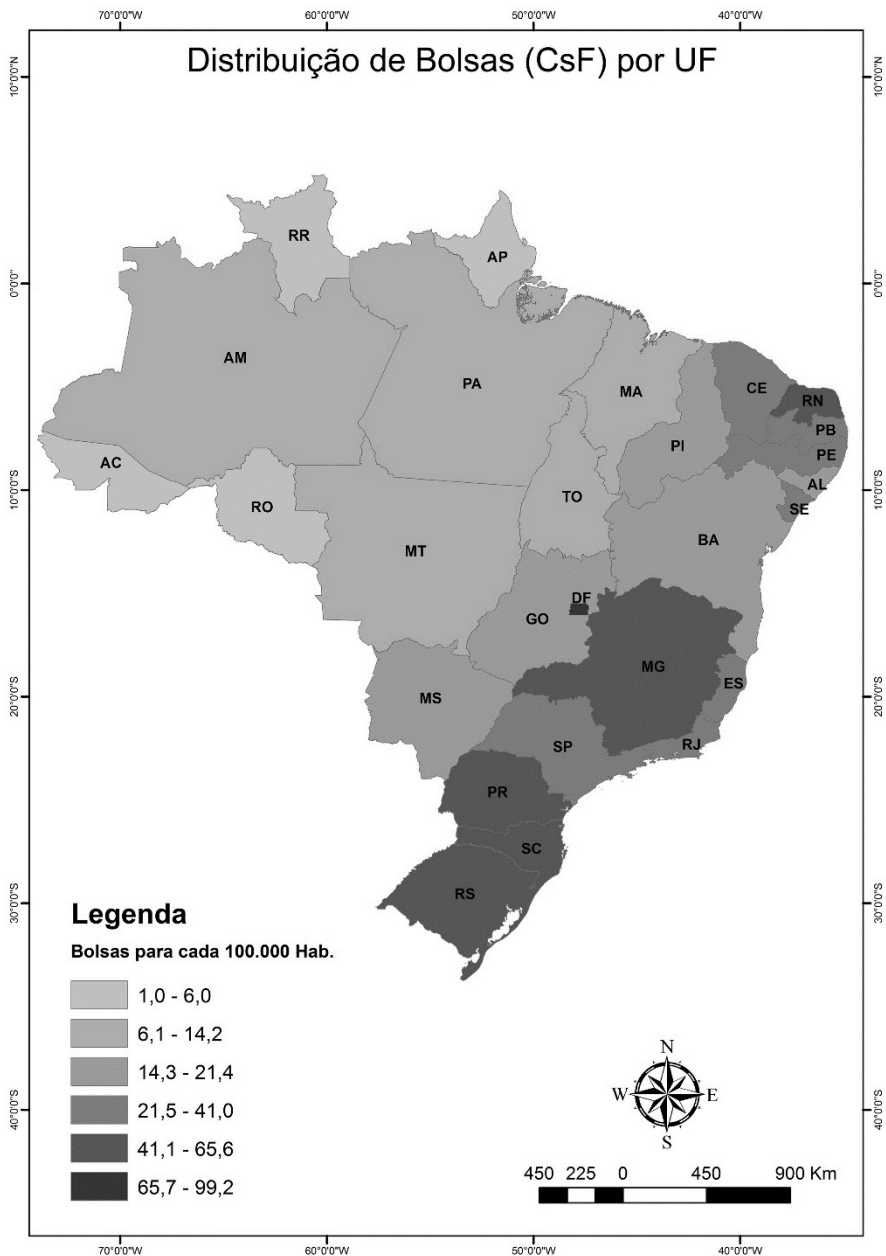 70°0'0"W 60°0'0"W 50°0'0"W 40°0'0"W
Distribuição de Bolsas (CsF) por UF
10°0'0"N 10°0'0"N
0°0'0" 0°0'0"
10°0'0"S 10°0'0"S
20°0'0"S 20°0'0"S
30°0'0"S 30°0'0"S
40°0'0"S 40°0'0"S
RR
AP
AM
PA
MA
CE
RN
PB
PE
PI
AC
AL
SE
RO
TO
BA
MT
DF
GO
MG
ES
MS
SP
RJ
PR
SC
RS
Legenda
Bolsas para cada 100.000 Hab.
1,0 - 6,0
6,1 - 14,2
14,3 - 21,4
21,5 - 41,0
41,1 - 65,6
65,7 - 99,2
N
W E
S
450 225 0 450 900 Km
70°0'0"W 60°0'0"W 50°0'0"W 40°0'0"W